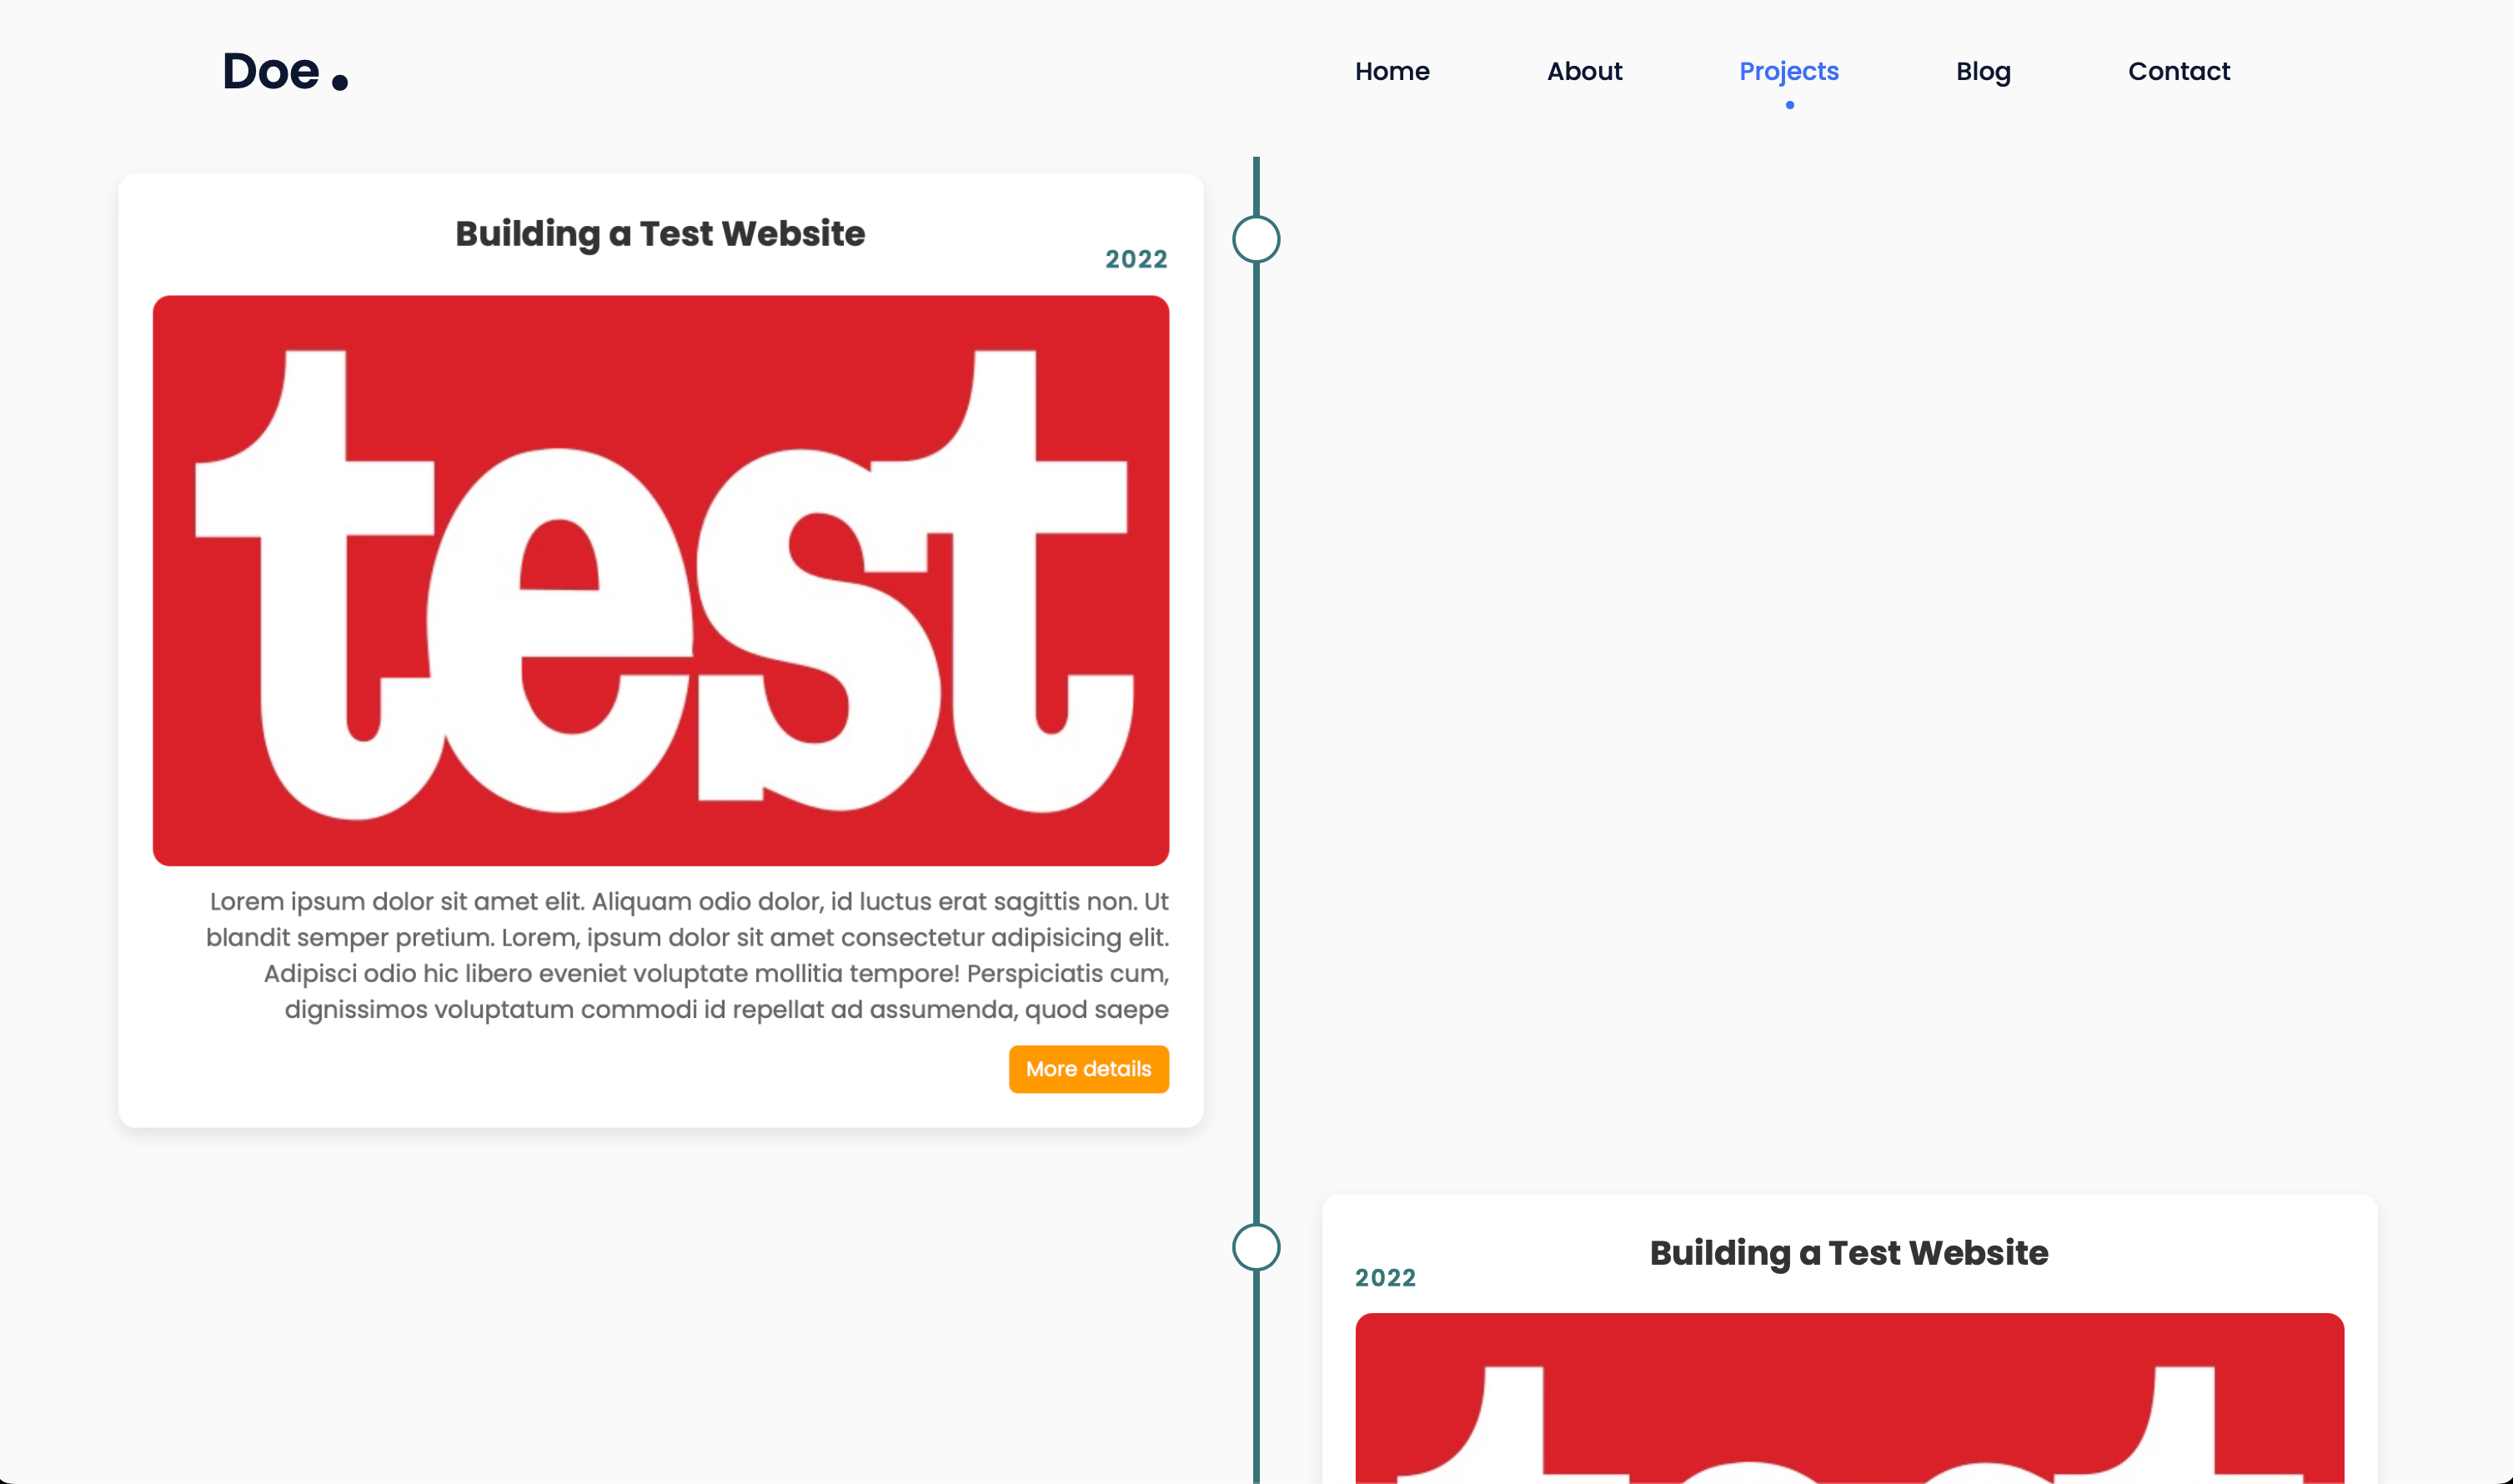 Doe.
Home About Projects Blog Contact
Building a Test Website
2022
test
Lorem ipsum dolor sit amet elit. Aliquam odio dolor, id luctus erat sagittis non. Ut
blandit semper pretium. Lorem, ipsum dolor sit amet consectetur adipisicing elit.
Adipisci odio hic libero eveniet voluptate mollitia tempore! Perspiciatis cum,
dignissimos voluptatum commodi id repellat ad assumenda, quod saepe
More details
Building a Test Website
2022